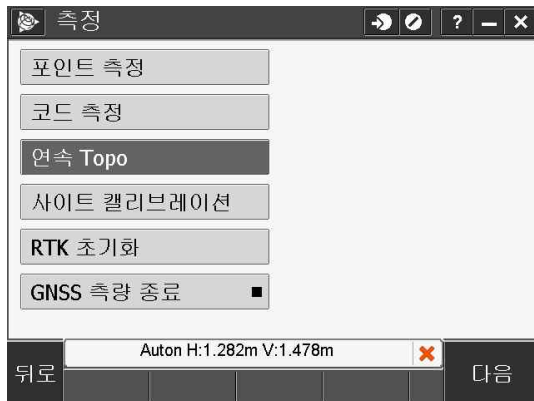 측정
?
포인트 측정
코드 측정
연속 Topo
사이트 캘리브레이션
RTK 초기화
GNSS 측량 종료
Auton H:1.282m V:1.478m
뒤로
다음